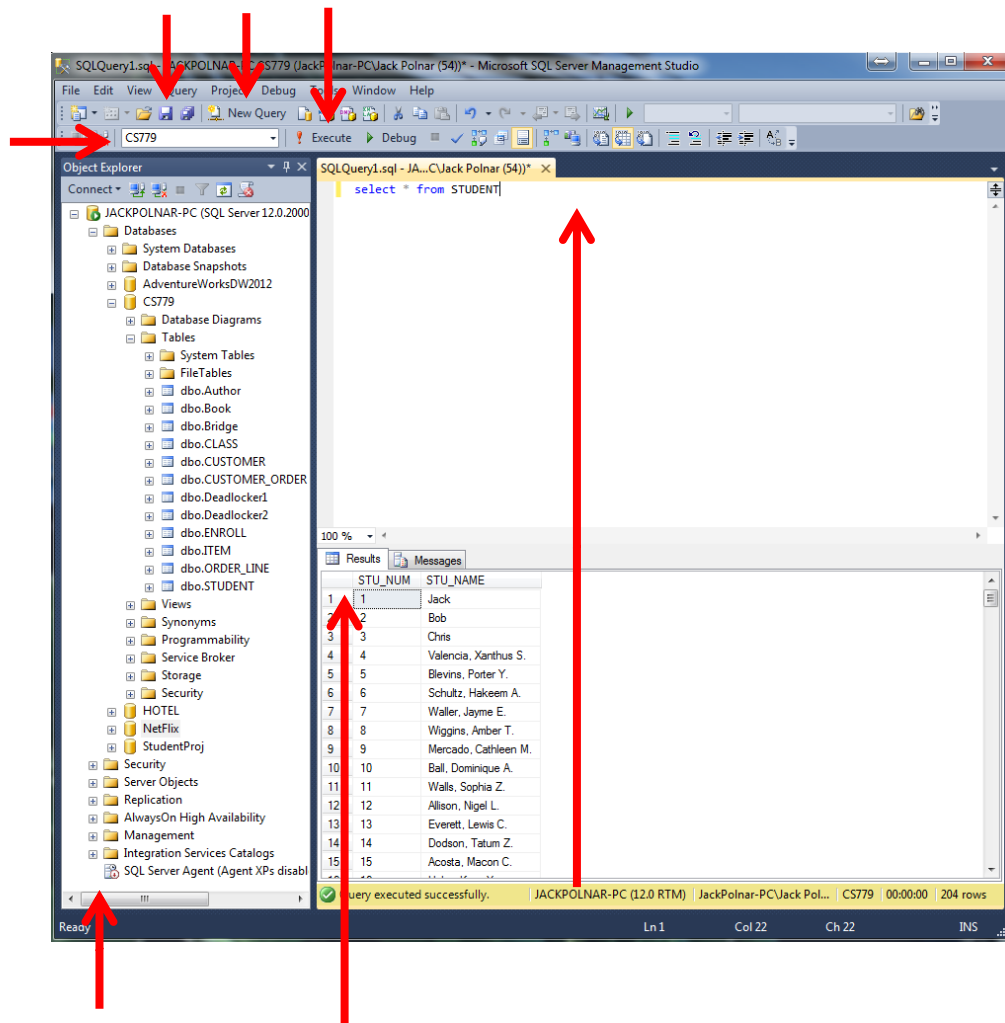 SQLQuery1.sql - JACKPOLNAR-PC.CS779 (JackPolnar-PC\Jack Polnar (54))* - Microsoft SQL Server Management Studio
File Edit View Query Project Debug Tools Window Help
New Query
CS779 Execute Debug
Object Explorer
Connect
JACKPOLNAR-PC (SQL Server 12.0.2000
Databases
System Databases
Database Snapshots
AdventureWorksDW2012
CS779
Database Diagrams
Tables
System Tables
FileTables
dbo.Author
dbo.Book
dbo.Bridge
dbo.CLASS
dbo.CUSTOMER
dbo.CUSTOMER_ORDER
dbo.Deadlocker1
dbo.Deadlocker2
dbo.ENROLL
dbo.ITEM
dbo.ORDER_LINE
dbo.STUDENT
Views
Synonyms
Programmability
Service Broker
Storage
Security
HOTEL
NetFlix
StudentProj
Security
Server Objects
Replication
AlwaysOn High Availability
Management
Integration Services Catalogs
SQL Server Agent (Agent XPs disabl
SQLQuery1.sql - JA...C\Jack Polnar (54))*
select * from STUDENT
100 %
Results Messages
STU_NUM STU_NAME
1 1 Jack
2 2 Bob
3 3 Chris
4 4 Valencia, Xanthus S.
5 5 Blevins, Porter Y.
6 6 Schultz, Hakeem A.
7 7 Waller, Jayme E.
8 8 Wiggins, Amber T.
9 9 Mercado, Cathleen M.
10 10 Ball, Dominique A.
11 11 Walls, Sophia Z.
12 12 Allison, Nigel L.
13 13 Everett, Lewis C.
14 14 Dodson, Tatum Z.
15 15 Acosta, Macon C.
Query executed successfully. JACKPOLNAR-PC (12.0 RTM) JackPolnar-PC\Jack Pol... CS779 00:00:00 204 rows
Ready Ln 1 Col 22 Ch 22 INS